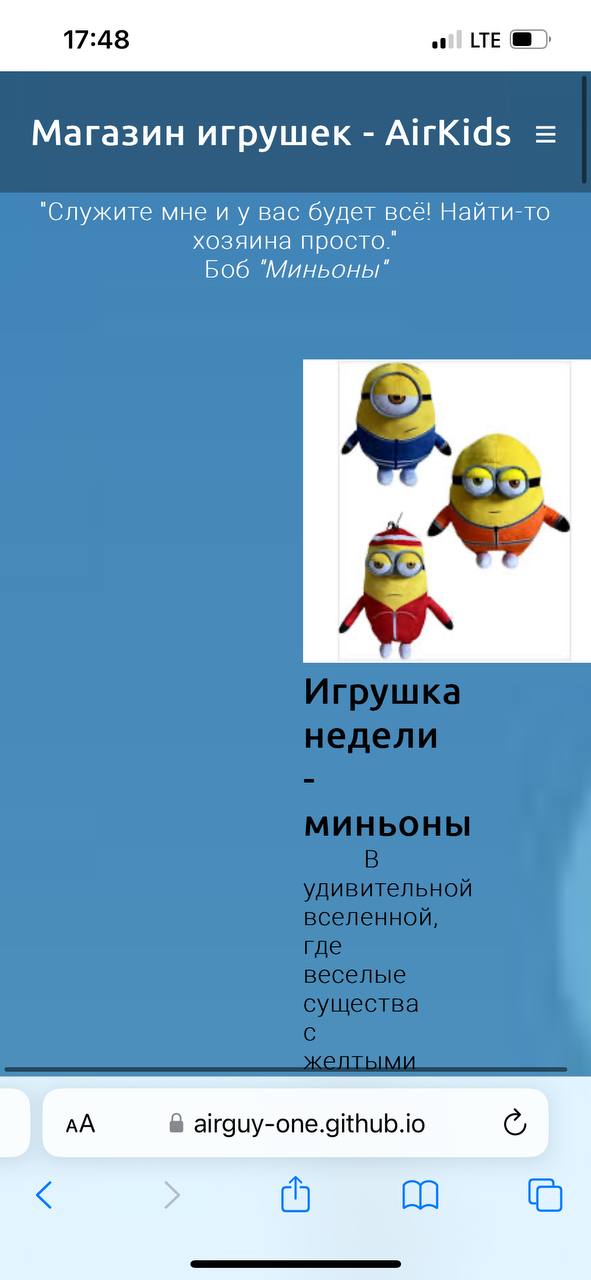 17:48
LTE
Магазин игрушек - AirKids
"Служите мне и у вас будет всё! Найти-то
хозяина просто."
Боб "Миньоны"
Игрушка
недели
-
миньоны
В
удивительной
вселенной,
где
веселые
существа
с
желтыми
AA
airguy-one.github.io